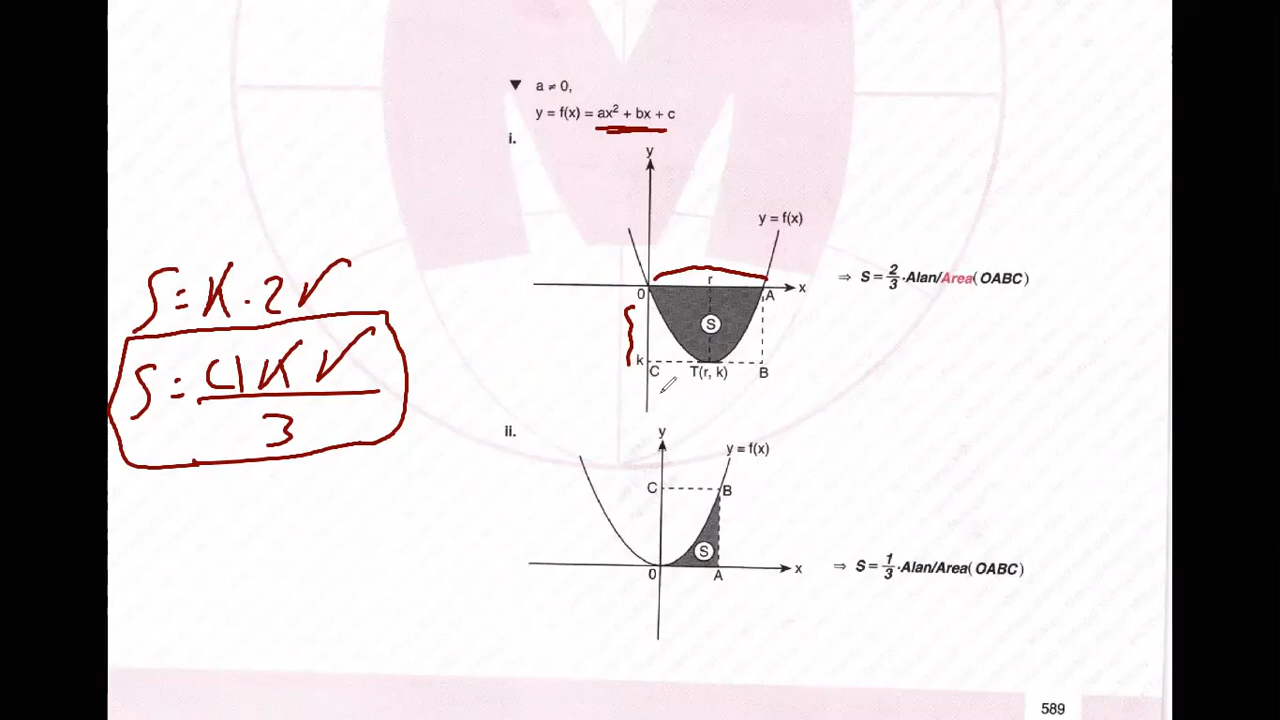 ▼ a ≠ 0,
y = f(x) = ax² + bx + c
i.
y
y = f(x)
r
0
A
x
S
k
C
T(r, k)
B
⇒ S = 2/3 · Alan/Area( OABC )
S = K · 2r
S = 4Kr / 3
ii.
y
y = f(x)
C
B
S
0
A
x
⇒ S = 1/3 · Alan/Area( OABC )
589